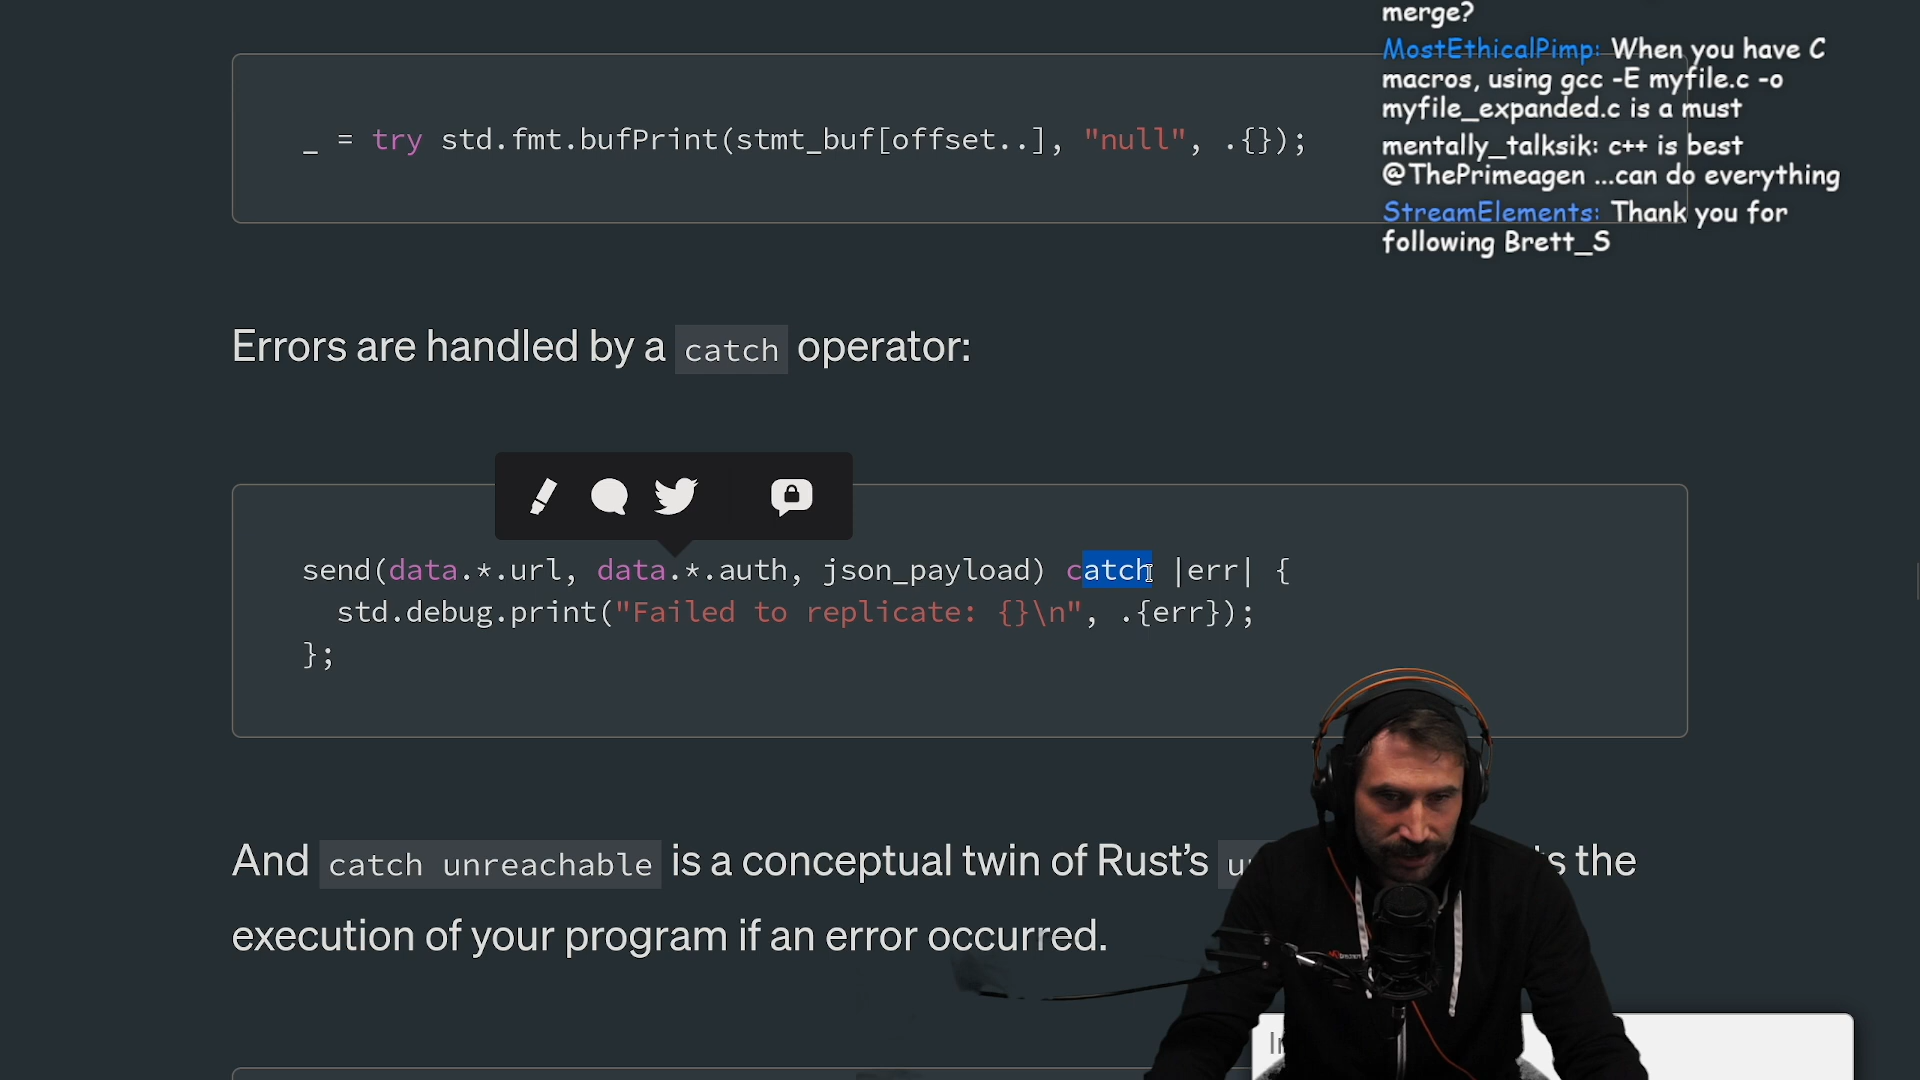 merge?
MostEthicalPimp: When you have C
macros, using gcc -E myfile.c -o
myfile_expanded.c is a must
mentally_talksik: c++ is best
@ThePrimeagen ...can do everything
StreamElements: Thank you for
following Brett_S
_ = try std.fmt.bufPrint(stmt_buf[offset..], "null", .{});
Errors are handled by a catch operator:
send(data.*.url, data.*.auth, json_payload) catch |err| {
std.debug.print("Failed to replicate: {}\n", .{err});
};
And catch unreachable is a conceptual twin of Rust's the
execution of your program if an error occurred.